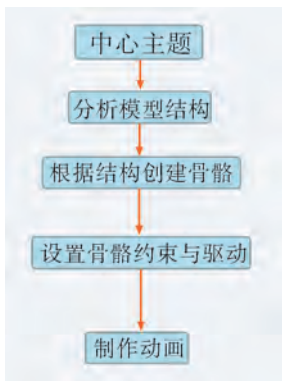 中心主题
分析模型结构
根据结构创建骨骼
设置骨骼约束与驱动
制作动画